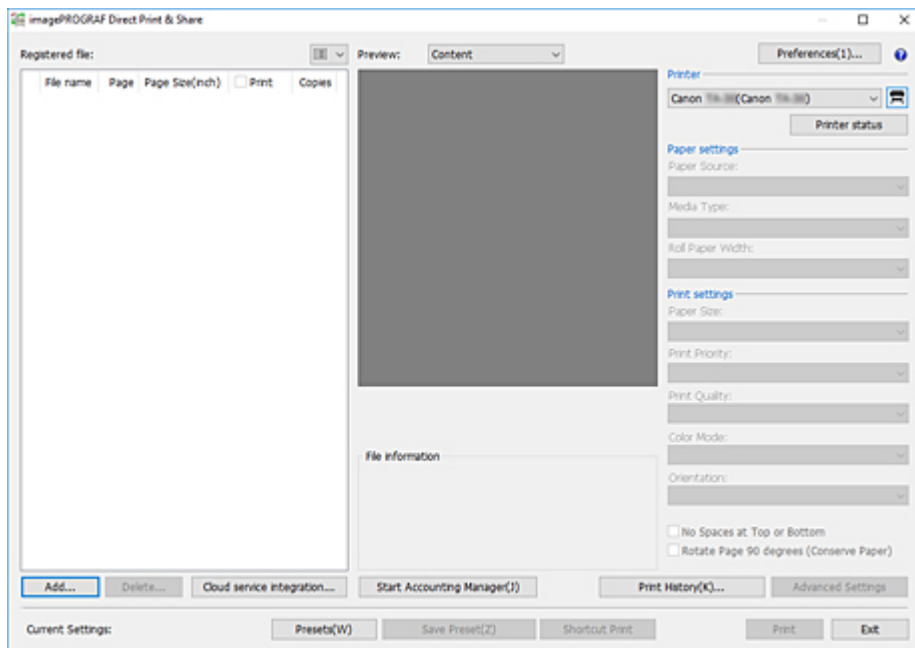 imagePROGRAF Direct Print & Share
Registered file:
Preview: Content
Preferences(1)...
File name Page Page Size(inch) Print Copies
Printer
Canon (Canon )
Printer status
Paper settings
Paper Source:
Media Type:
Roll Paper Width:
Print settings
Paper Size:
Print Priority:
Print Quality:
Color Mode:
Orientation:
No Spaces at Top or Bottom
Rotate Page 90 degrees (Conserve Paper)
File information
Add... Delete... Cloud service integration... Start Accounting Manager(J) Print History(K)... Advanced Settings
Current Settings: Presets(W) Save Preset(Z) Shortcut Print Print Exit